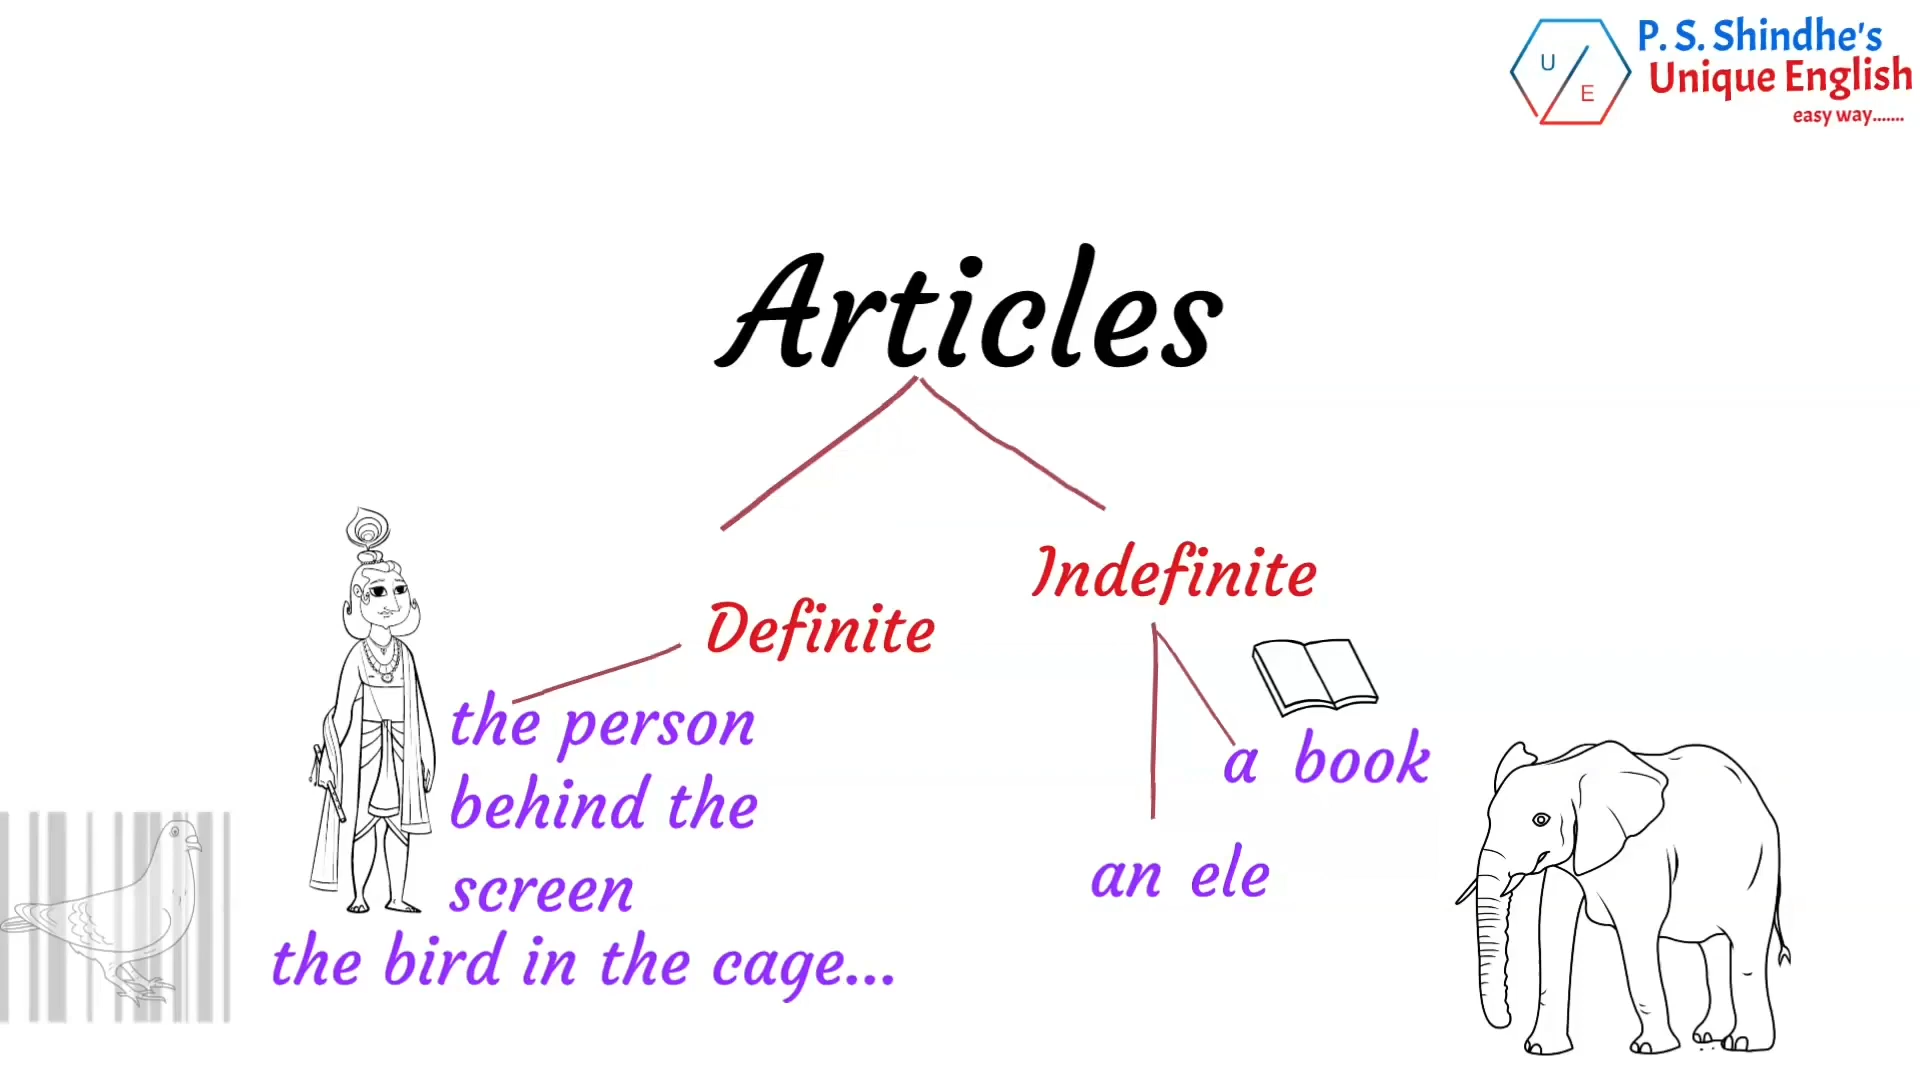 U
E
P. S. Shindhe's
Unique English
easy way.......
Articles
Definite
Indefinite
the person
behind the
screen
the bird in the cage...
a book
an ele